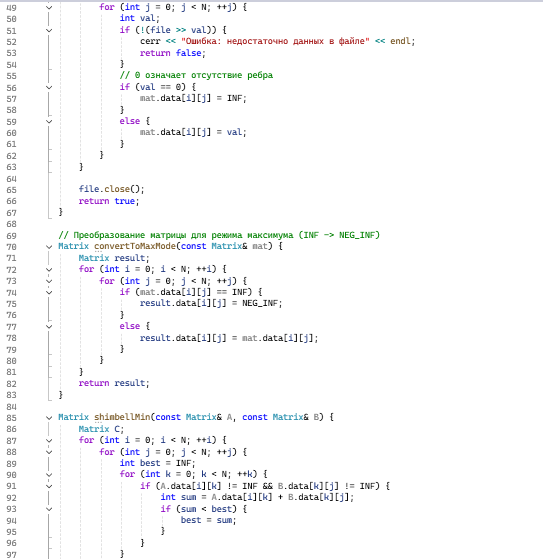 49 for (int j = 0; j < N; ++j) {
50 int val;
51 if (!(file >> val)) {
52 cerr << "Ошибка: недостаточно данных в файле" << endl;
53 return false;
54 }
55 // 0 означает отсутствие ребра
56 if (val == 0) {
57 mat.data[i][j] = INF;
58 }
59 else {
60 mat.data[i][j] = val;
61 }
62 }
63 }
64
65 file.close();
66 return true;
67 }
68
69 // Преобразование матрицы для режима максимума (INF -> NEG_INF)
70 Matrix convertToMaxMode(const Matrix& mat) {
71 Matrix result;
72 for (int i = 0; i < N; ++i) {
73 for (int j = 0; j < N; ++j) {
74 if (mat.data[i][j] == INF) {
75 result.data[i][j] = NEG_INF;
76 }
77 else {
78 result.data[i][j] = mat.data[i][j];
79 }
80 }
81 }
82 return result;
83 }
84
85 Matrix shimbellMin(const Matrix& A, const Matrix& B) {
86 Matrix C;
87 for (int i = 0; i < N; ++i) {
88 for (int j = 0; j < N; ++j) {
89 int best = INF;
90 for (int k = 0; k < N; ++k) {
91 if (A.data[i][k] != INF && B.data[k][j] != INF) {
92 int sum = A.data[i][k] + B.data[k][j];
93 if (sum < best) {
94 best = sum;
95 }
96 }
97 }